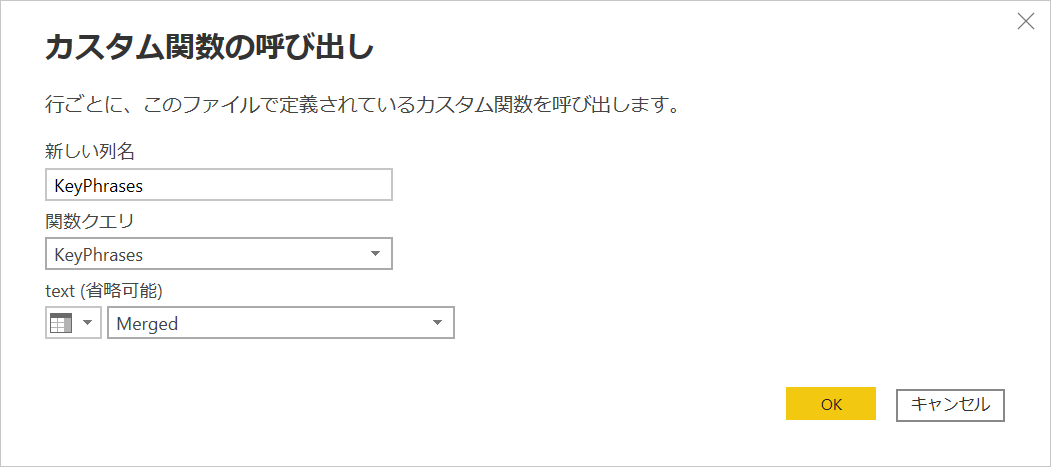 カスタム関数の呼び出し
行ごとに、このファイルで定義されているカスタム関数を呼び出します。
新しい列名
KeyPhrases
関数クエリ
KeyPhrases
text (省略可能)
Merged
OK キャンセル